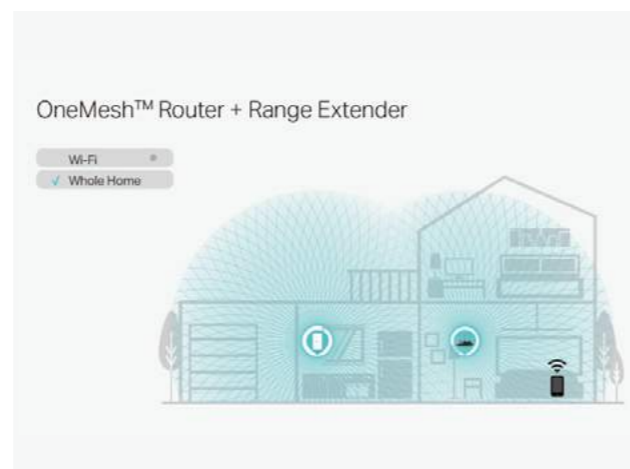 OneMesh™ Router + Range Extender
Wi-Fi
√ Whole Home